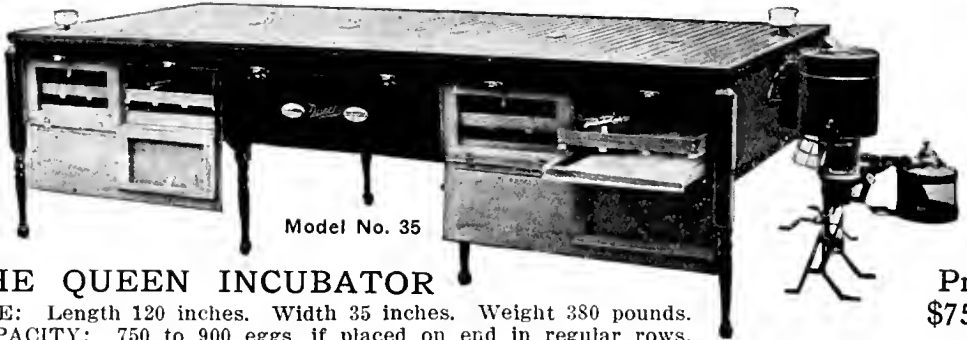 Queen
Model No. 35
HE QUEEN INCUBATOR
E: Length 120 inches. Width 35 inches. Weight 380 pounds.
PACITY: 750 to 900 eggs if placed on end in regular rows.
Pr
$75